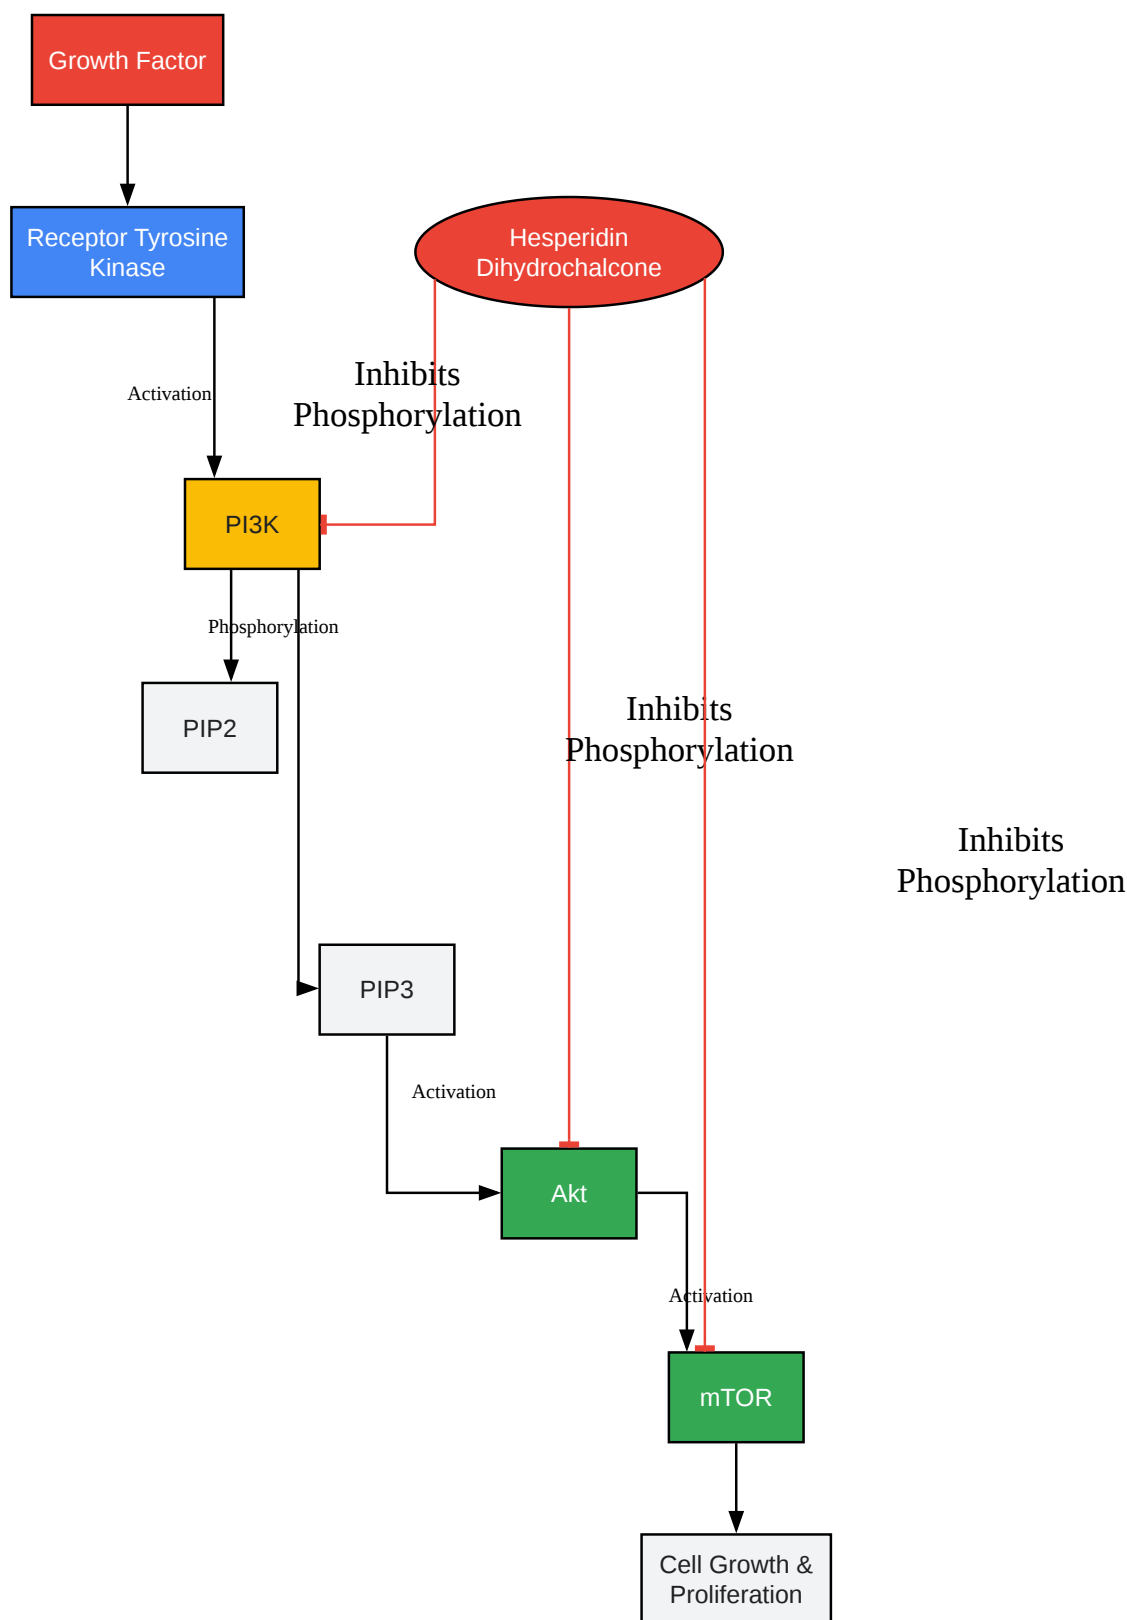 Growth Factor
Receptor Tyrosine
Kinase
Hesperidin
Dihydrochalcone
Inhibits
Phosphorylation
Activation
PI3K
Phosphorylation
PIP2
Inhibits
Phosphorylation
Inhibits
Phosphorylation
PIP3
Activation
Akt
Activation
mTOR
Cell Growth &
Proliferation